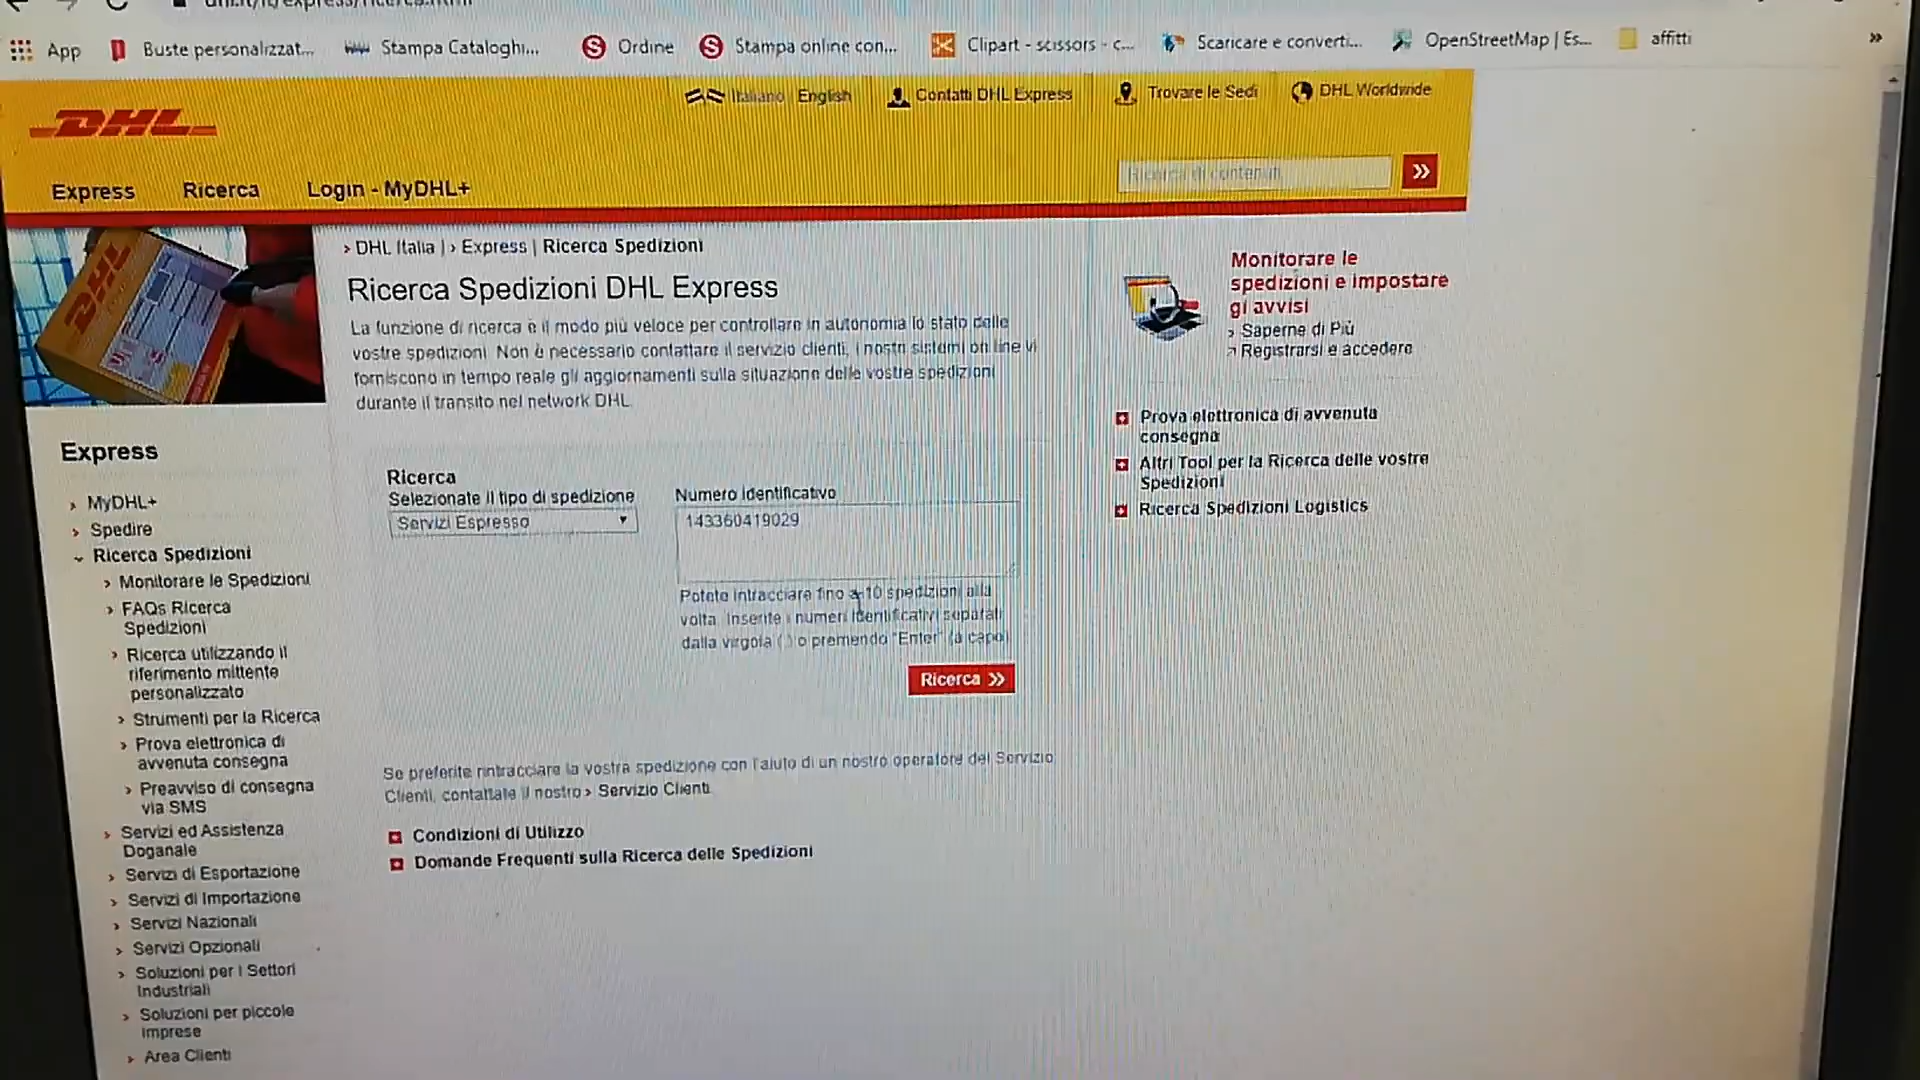 App
Buste personalizzat...
Stampa Cataloghi...
Ordine
Stampa online con...
Clipart - scissors - c...
Scaricare e converti...
OpenStreetMap | Es...
affitti
»
Italiano English
Contatti DHL Express
Trovare le Sedi
DHL Worldwide
DHL
Ricerca di contenuti
Express
Ricerca
Login - MyDHL+
› DHL Italia | › Express | Ricerca Spedizioni
Ricerca Spedizioni DHL Express
La funzione di ricerca è il modo più veloce per controllare in autonomia lo stato delle
vostre spedizioni. Non è necessario contattare il servizio clienti, i nostri sistemi on line vi
forniscono in tempo reale gli aggiornamenti sulla situazione delle vostre spedizioni
durante il transito nel network DHL.
Monitorare le
spedizioni e impostare
gi avvisi
› Saperne di Più
Registrarsi e accedere
Prova elettronica di avvenuta
consegna
Altri Tool per la Ricerca delle vostre
Spedizioni
Ricerca Spedizioni Logistics
Ricerca
Selezionate il tipo di spedizione
Servizi Espresso
Numero identificativo
143360419029
Potete intracciare fino a 10 spedizioni alla
volta. Inserite i numeri identificativi separati
dalla virgola ( ) o premendo "Enter" (a capo)
Ricerca »
Se preferite rintracciare la vostra spedizione con l'aiuto di un nostro operatore del Servizio
Clienti, contattate il nostro › Servizio Clienti
Condizioni di Utilizzo
Domande Frequenti sulla Ricerca delle Spedizioni
Express
› MyDHL+
› Spedire
Ricerca Spedizioni
› Monitorare le Spedizioni
› FAQs Ricerca
Spedizioni
› Ricerca utilizzando il
riferimento mittente
personalizzato
› Strumenti per la Ricerca
› Prova elettronica di
avvenuta consegna
› Preavviso di consegna
via SMS
› Servizi ed Assistenza
Doganale
› Servizi di Esportazione
› Servizi di Importazione
› Servizi Nazionali
› Servizi Opzionali
› Soluzioni per i Settori
Industriali
› Soluzioni per piccole
imprese
› Area Clienti